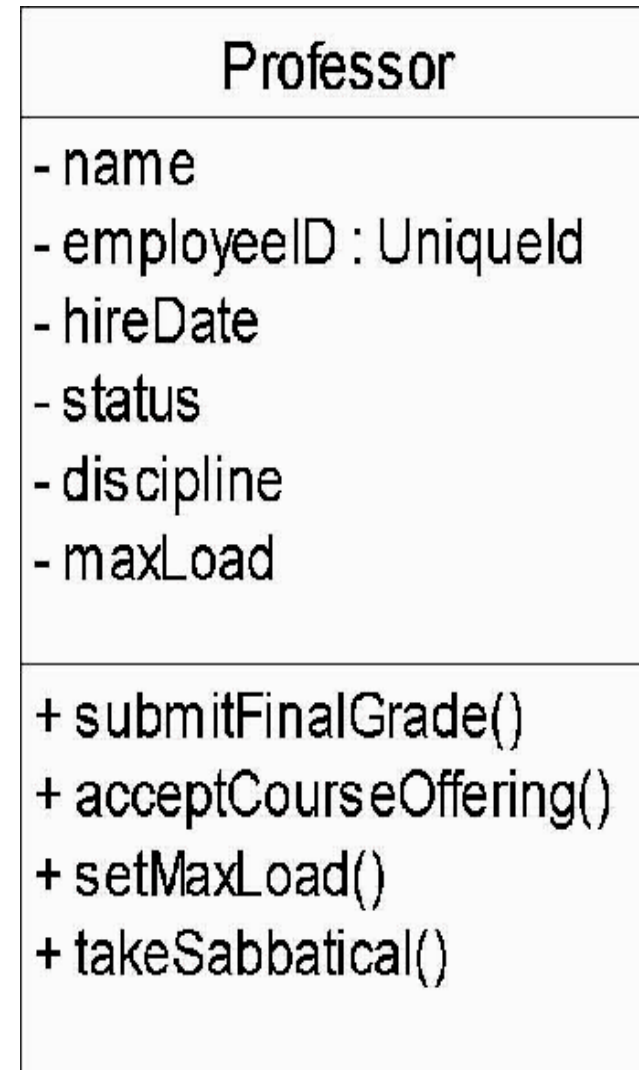 Professor
- name
- employeeID : UniqueId
- hireDate
- status
- discipline
- maxLoad
+ submitFinalGrade()
+ acceptCourseOffering()
+ setMaxLoad()
+ takeSabbatical()